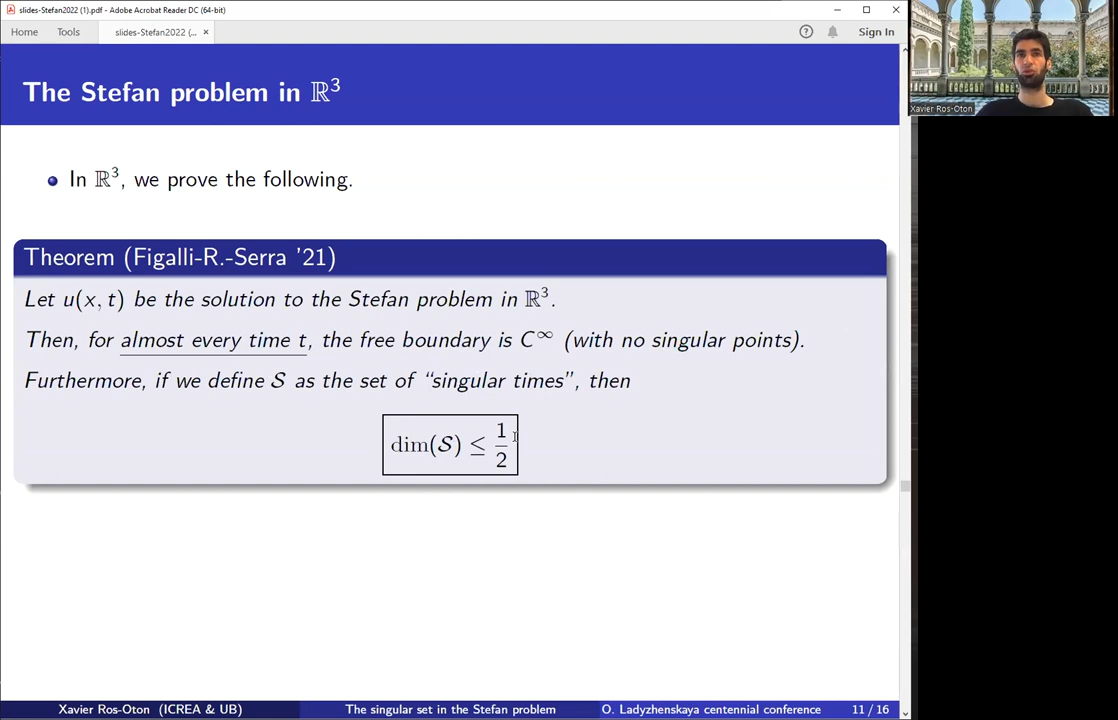 slides-Stefan2022 (1).pdf - Adobe Acrobat Reader DC (64-bit)
Home Tools slides-Stefan2022 (... × Sign In
The Stefan problem in ℝ³
Xavier Ros-Oton
In ℝ³, we prove the following.
Theorem (Figalli-R.-Serra '21)
Let u(x, t) be the solution to the Stefan problem in ℝ³.
Then, for almost every time t, the free boundary is C∞ (with no singular points).
Furthermore, if we define 𝒮 as the set of “singular times”, then
dim(𝒮) ≤ 1/2
Xavier Ros-Oton (ICREA & UB) The singular set in the Stefan problem O. Ladyzhenskaya centennial conference 11 / 16